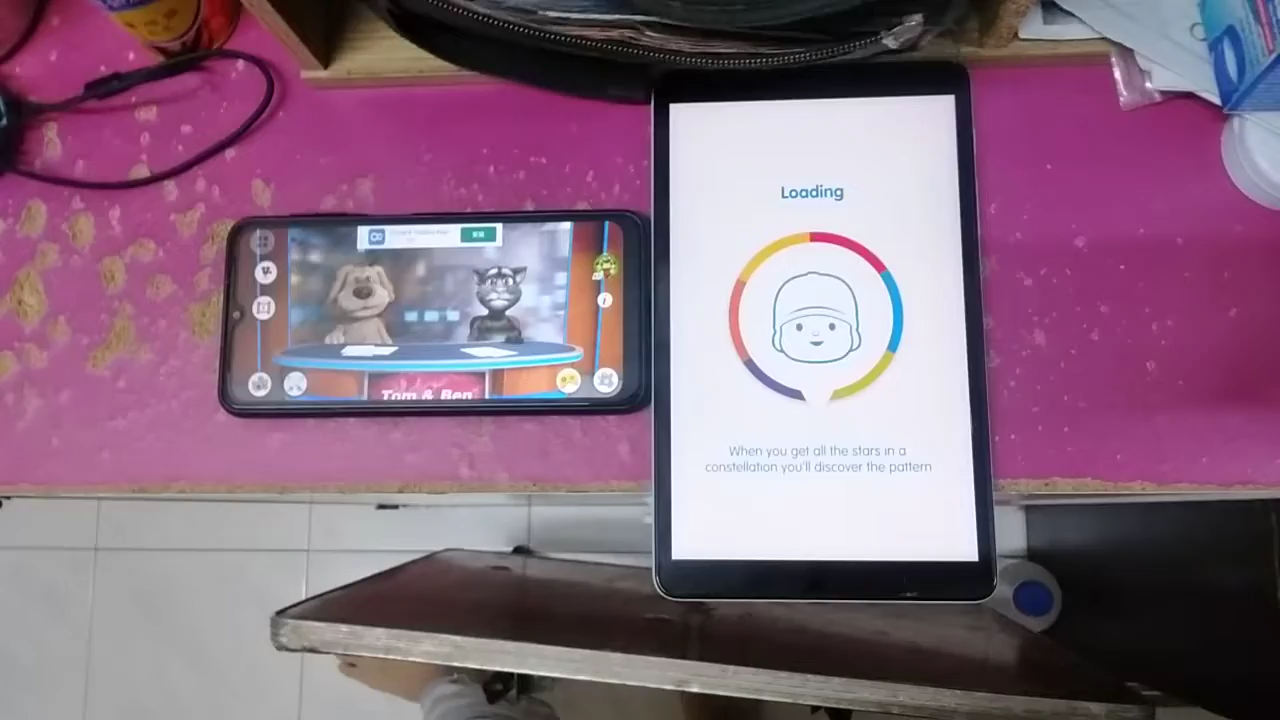 Tom & Ben
Loading
When you get all the stars in a
constellation you'll discover the pattern